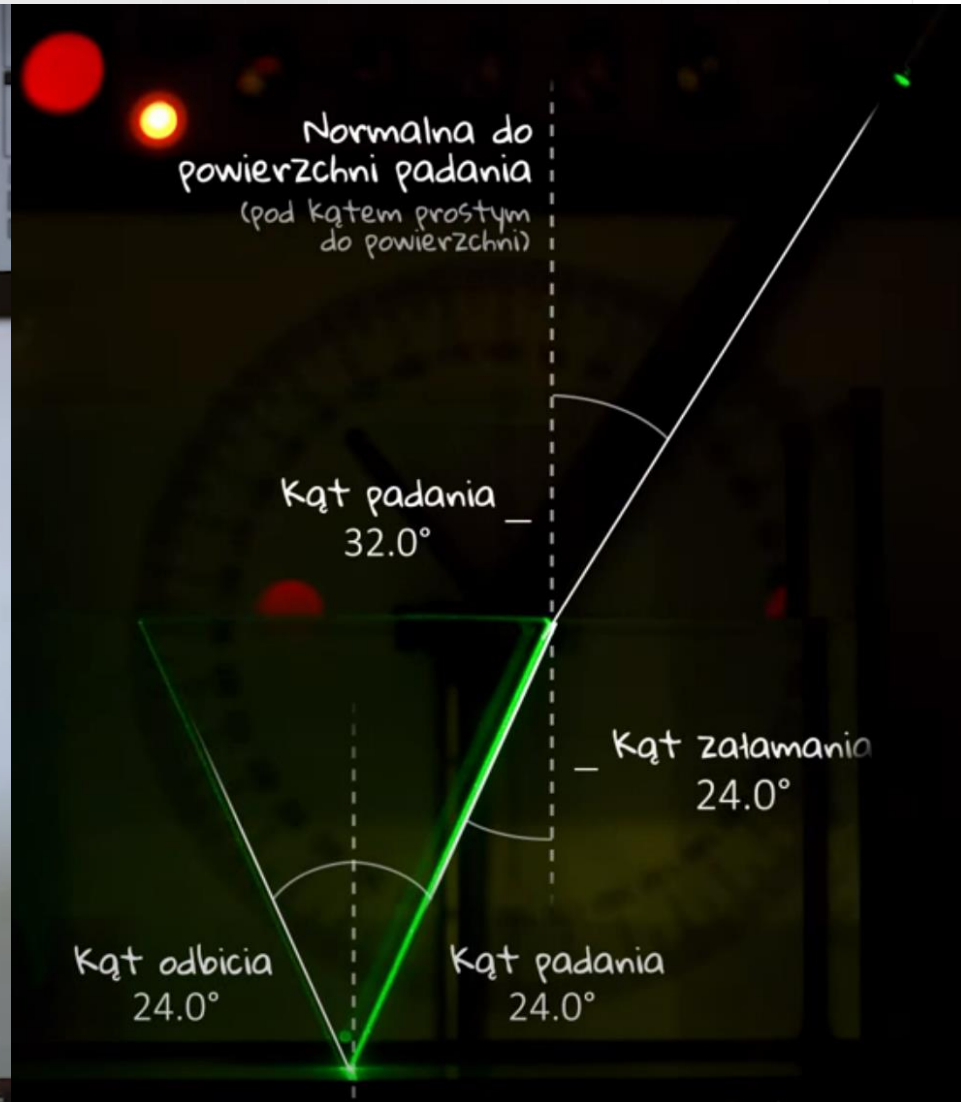 Normalna do
powierzchni padania
(pod kątem prostym
do powierzchni)
Kąt padania
32.0°
Kąt załamania
24.0°
Kąt odbicia
24.0°
Kąt padania
24.0°